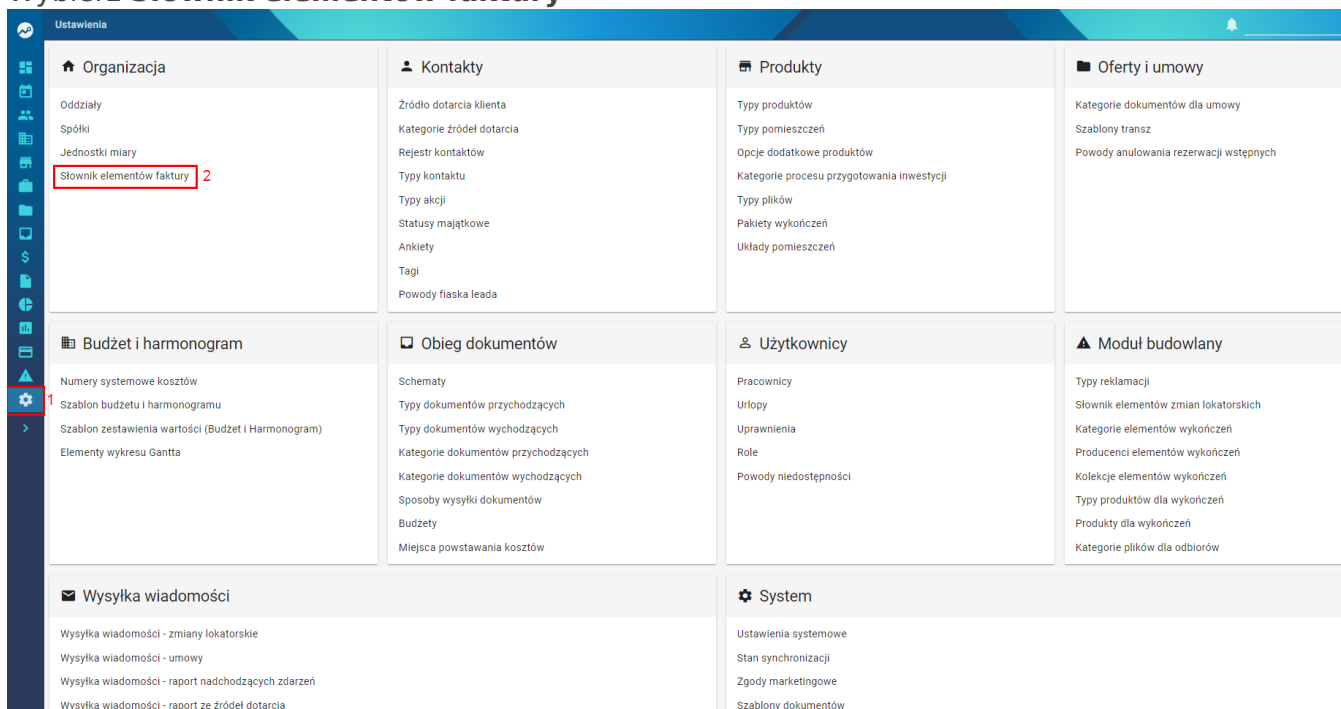 Wybierz Słownik elementów faktury
Ustawienia
Organizacja
Oddziały
Spółki
Jednostki miary
Słownik elementów faktury 2
Kontakty
Źródło dotarcia klienta
Kategorie źródeł dotarcia
Rejestr kontaktów
Typy kontaktu
Typy akcji
Statusy majątkowe
Ankiety
Tagi
Powody fiaska leada
Produkty
Typy produktów
Typy pomieszczeń
Opcje dodatkowe produktów
Kategorie procesu przygotowania inwestycji
Typy plików
Pakiety wykończeń
Układy pomieszczeń
Oferty i umowy
Kategorie dokumentów dla umowy
Szablony transz
Powody anulowania rezerwacji wstępnych
1
Budżet i harmonogram
Numery systemowe kosztów
Szablon budżetu i harmonogramu
Szablon zestawienia wartości (Budżet i Harmonogram)
Elementy wykresu Gantta
Obieg dokumentów
Schematy
Typy dokumentów przychodzących
Typy dokumentów wychodzących
Kategorie dokumentów przychodzących
Kategorie dokumentów wychodzących
Sposoby wysyłki dokumentów
Budżety
Miejsca powstawania kosztów
Użytkownicy
Pracownicy
Urlopy
Uprawnienia
Role
Powody niedostępności
Moduł budowlany
Typy reklamacji
Słownik elementów zmian lokatorskich
Kategorie elementów wykończeń
Producenci elementów wykończeń
Kolekcje elementów wykończeń
Typy produktów dla wykończeń
Produkty dla wykończeń
Kategorie plików dla odbiorów
Wysyłka wiadomości
Wysyłka wiadomości - zmiany lokatorskie
Wysyłka wiadomości - umowy
Wysyłka wiadomości - raport nadchodzących zdarzeń
Wysyłka wiadomości - raport ze źródeł dotarcia
System
Ustawienia systemowe
Stan synchronizacji
Zgody marketingowe
Szablony dokumentów